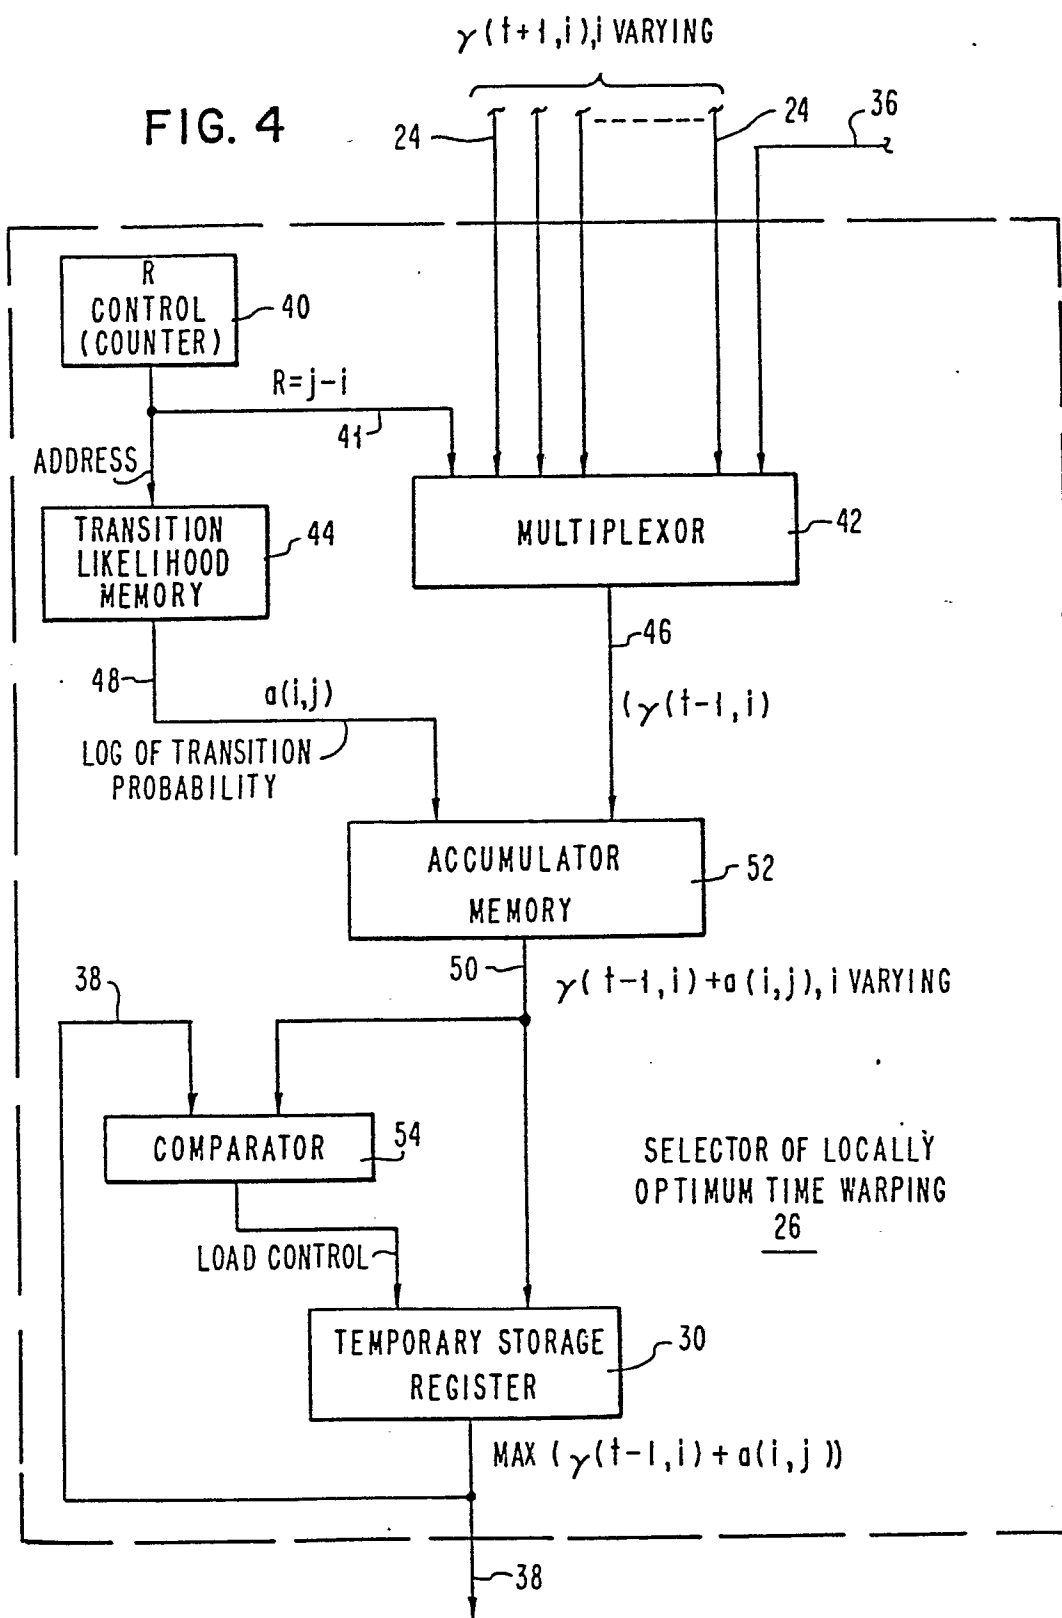 γ(t+1,i),i VARYING
FIG. 4
24
24
36
R
CONTROL
(COUNTER)
40
R=j-i
41
ADDRESS
TRANSITION
LIKELIHOOD
MEMORY
44
MULTIPLEXOR
42
46
48
a(i,j)
(γ(t-1,i)
LOG OF TRANSITION
PROBABILITY
ACCUMULATOR
MEMORY
52
50
γ(t-1,i)+a(i,j), i VARYING
38
COMPARATOR
54
SELECTOR OF LOCALLY
OPTIMUM TIME WARPING
26
LOAD CONTROL
TEMPORARY STORAGE
REGISTER
30
MAX (γ(t-1,i)+a(i,j))
38